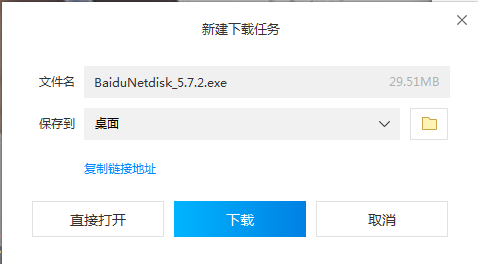 新建下载任务
文件名 BaiduNetdisk_5.7.2.exe 29.51MB
保存到 桌面
复制链接地址
直接打开 下载 取消